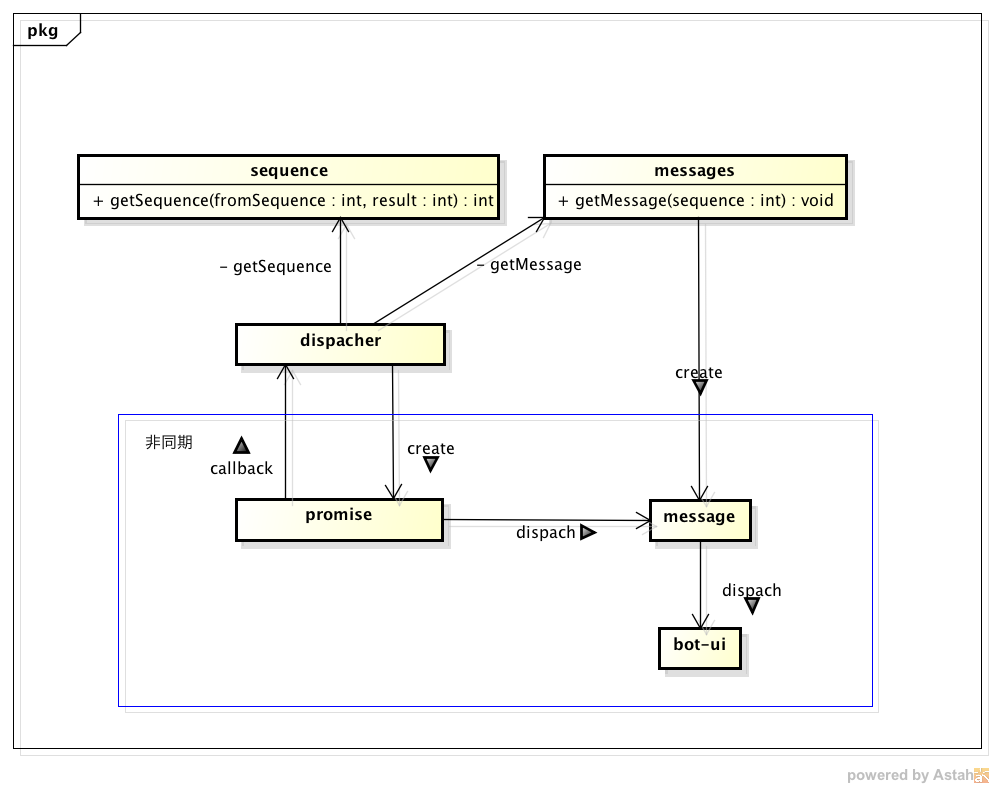 pkg
sequence
+ getSequence(fromSequence : int, result : int) : int
messages
+ getMessage(sequence : int) : void
- getSequence
- getMessage
dispacher
create
非同期
callback
create
promise
message
dispach
dispach
bot-ui
powered by Astah